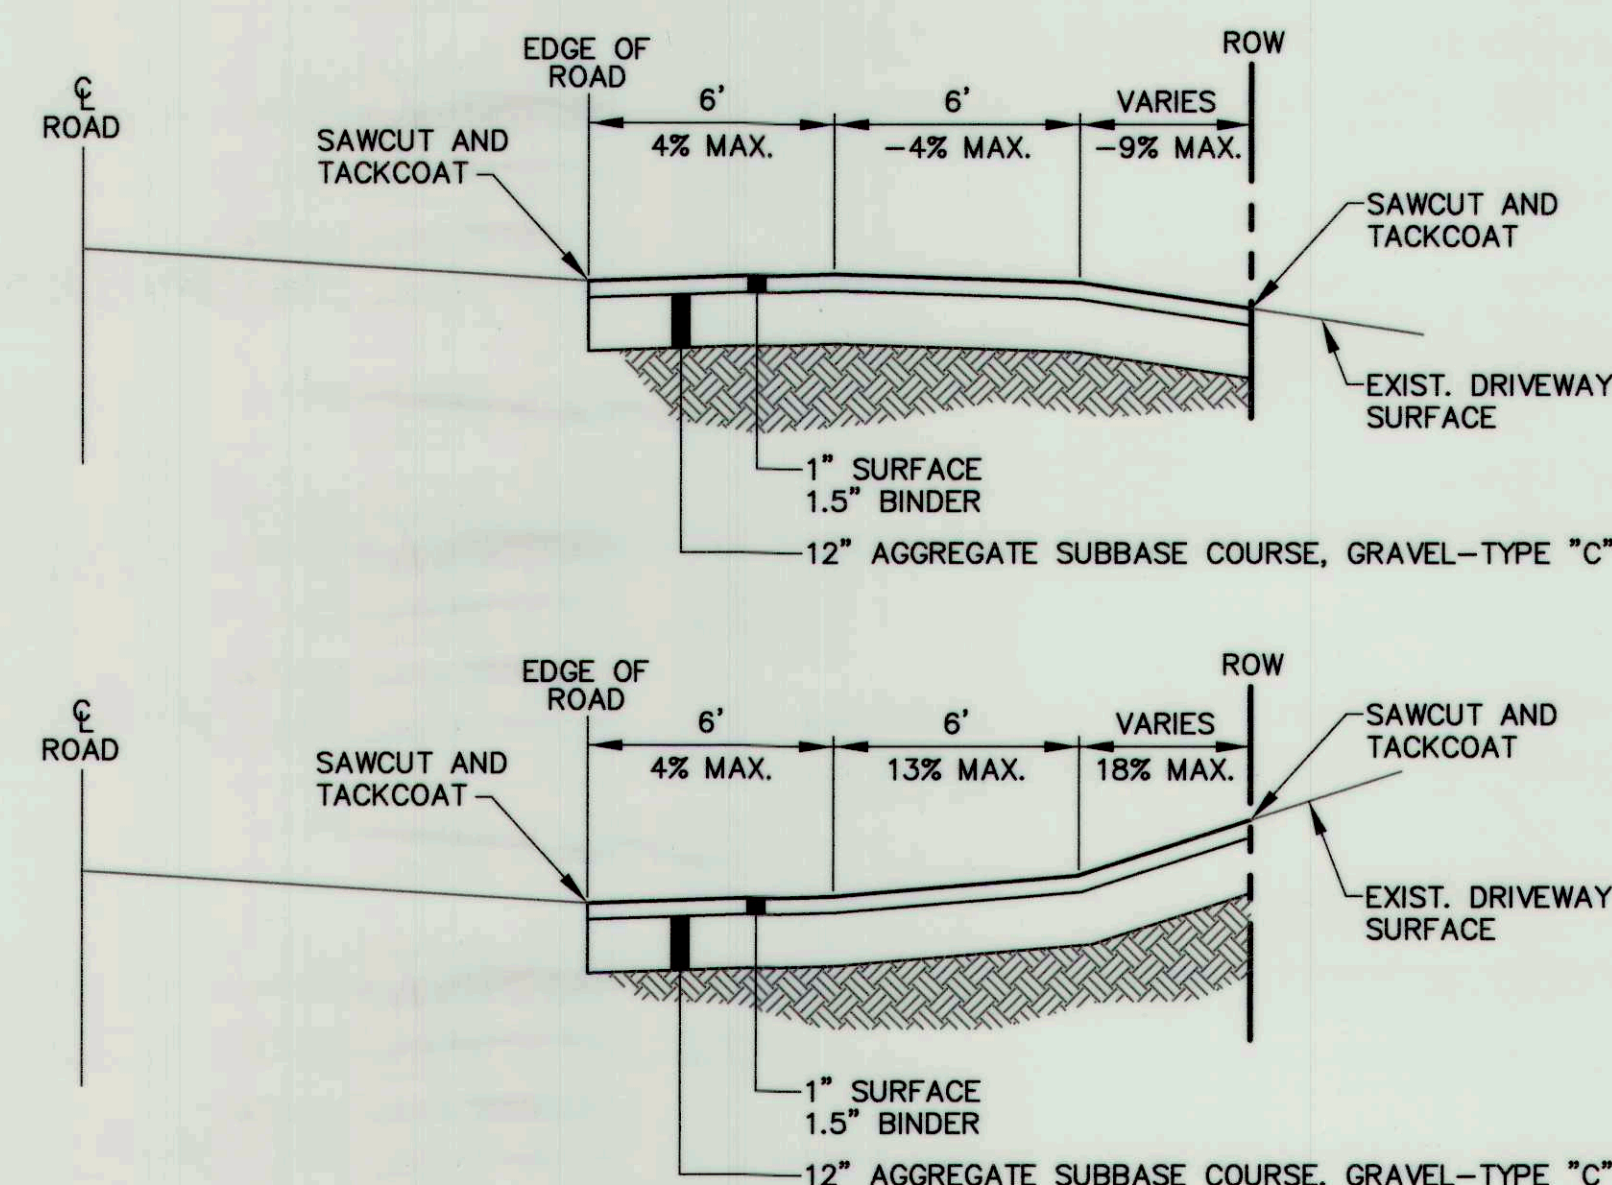 EDGE OF
ROAD
ROW
℄
ROAD
6'
6'
VARIES
SAWCUT AND
TACKCOAT
4% MAX.
-4% MAX.
-9% MAX.
SAWCUT AND
TACKCOAT
EXIST. DRIVEWAY
SURFACE
1" SURFACE
1.5" BINDER
12" AGGREGATE SUBBASE COURSE, GRAVEL-TYPE "C"
EDGE OF
ROAD
ROW
℄
ROAD
6'
6'
VARIES
SAWCUT AND
TACKCOAT
4% MAX.
13% MAX.
18% MAX.
SAWCUT AND
TACKCOAT
EXIST. DRIVEWAY
SURFACE
1" SURFACE
1.5" BINDER
12" AGGREGATE SUBBASE COURSE, GRAVEL-TYPE "C"